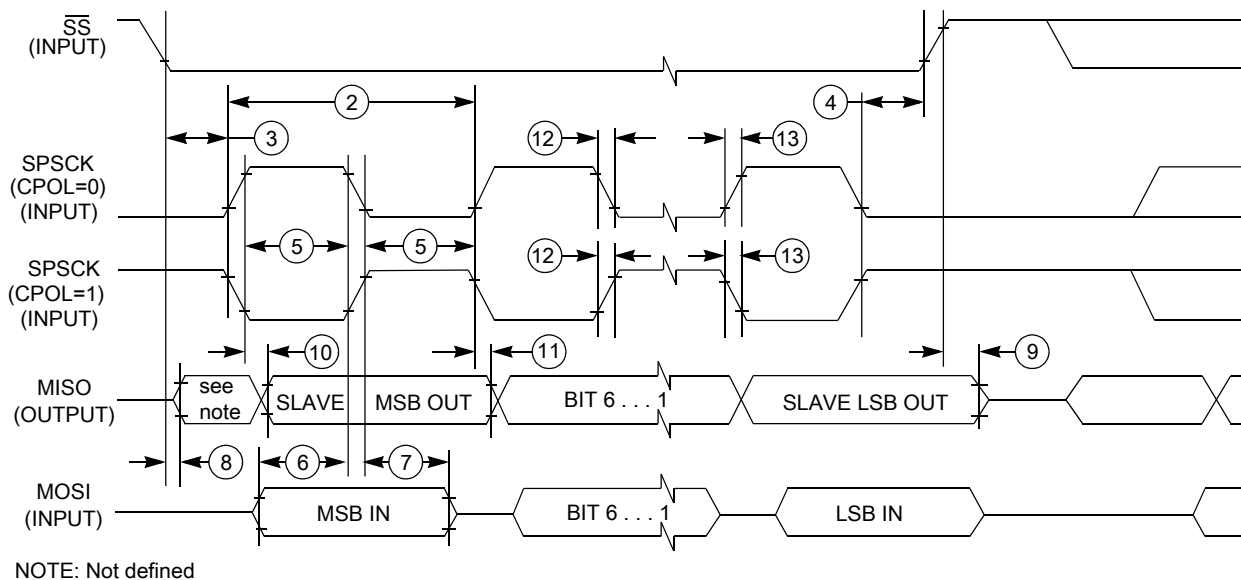 SS
(INPUT)
2
4
3
12
13
SPSCK
(CPOL=0)
(INPUT)
5
5
SPSCK
(CPOL=1)
(INPUT)
12
13
10
11
9
MISO
(OUTPUT)
see
note
SLAVE
MSB OUT
BIT 6 . . . 1
SLAVE LSB OUT
8
6
7
MOSI
(INPUT)
MSB IN
BIT 6 . . . 1
LSB IN
NOTE: Not defined